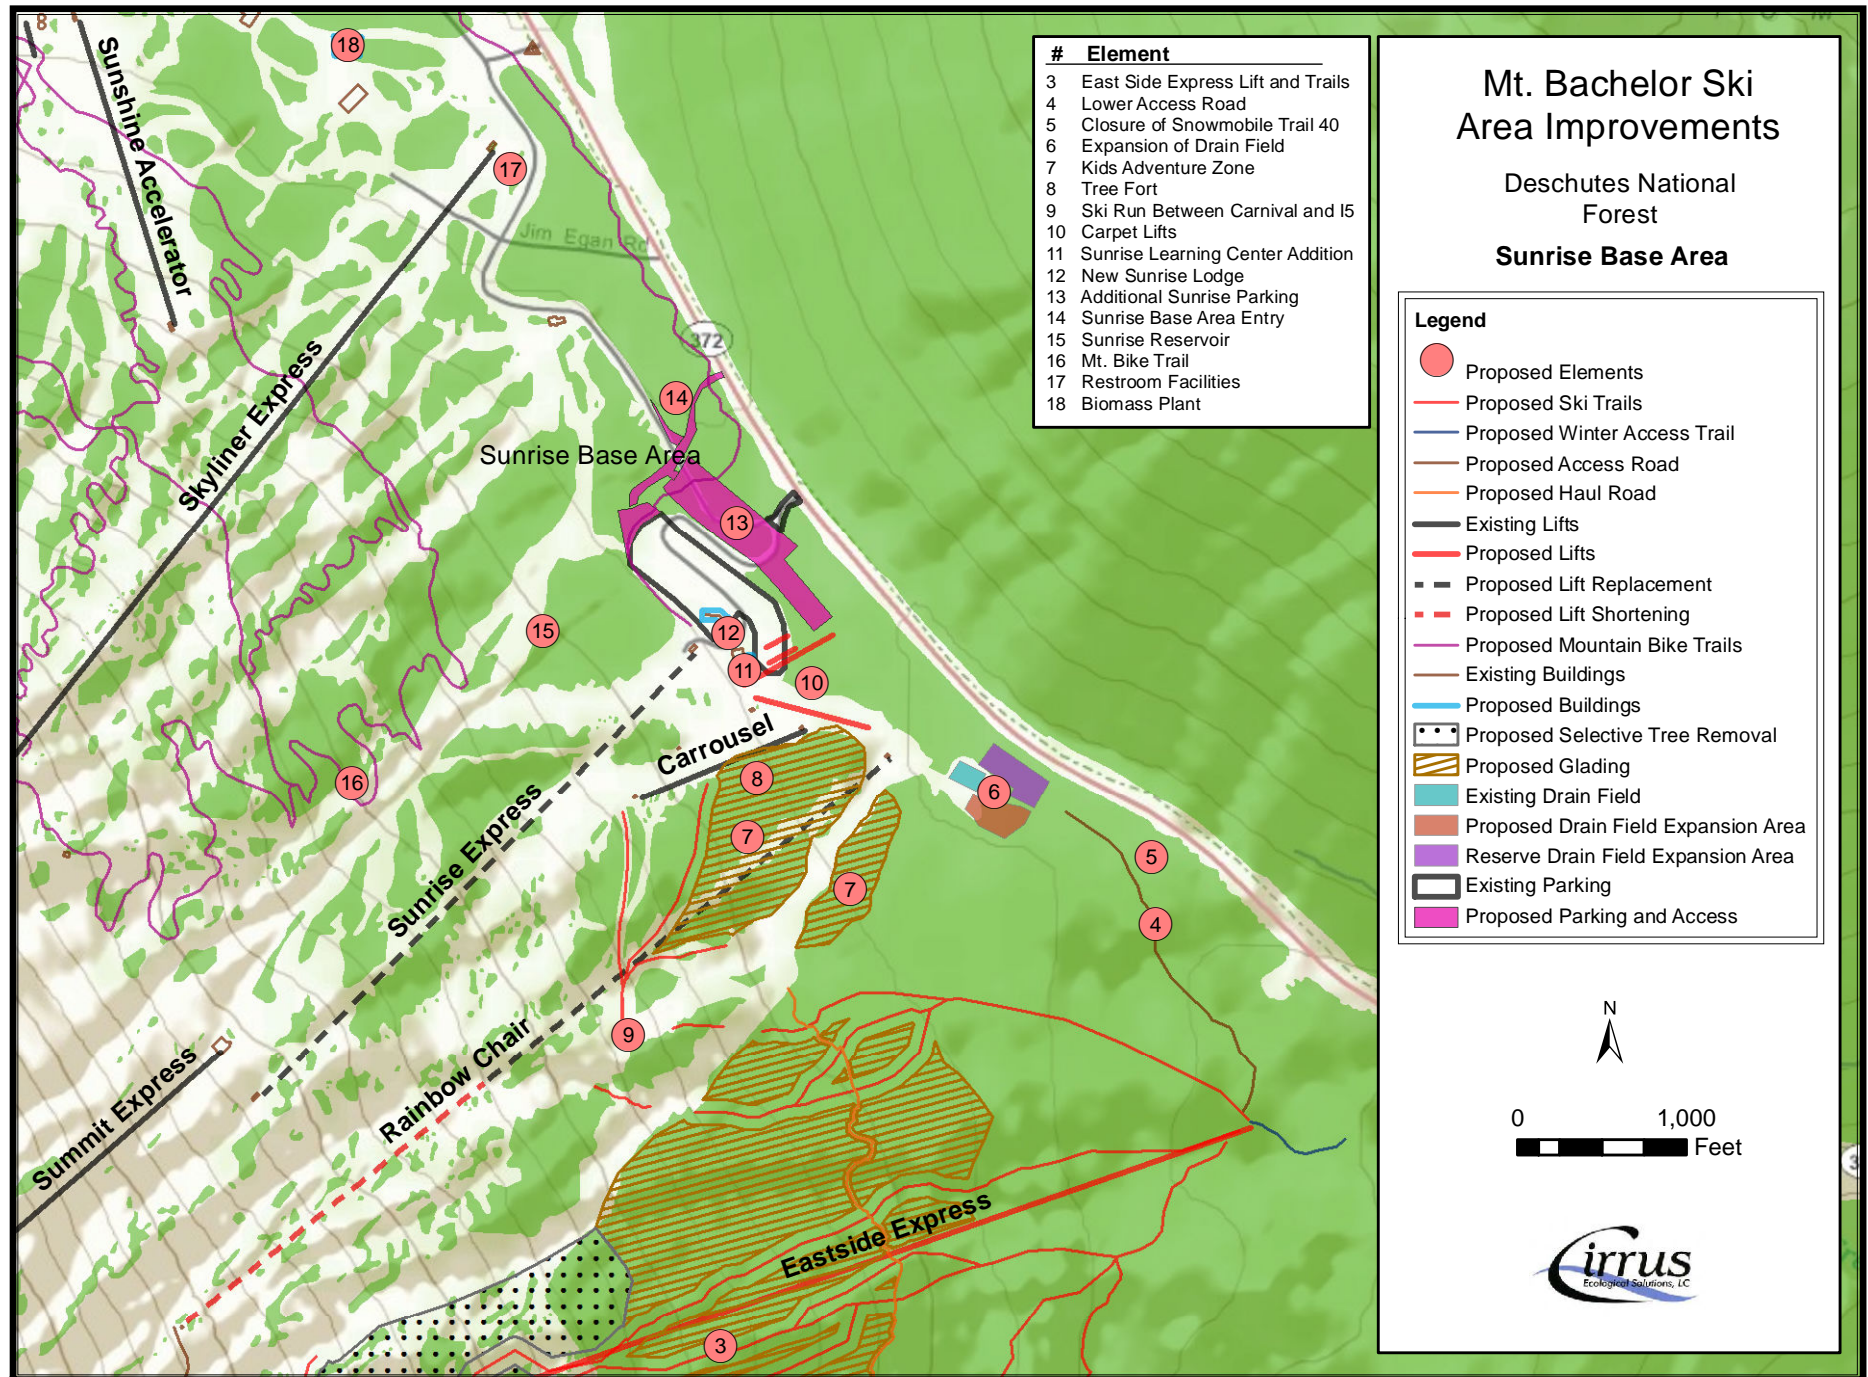 Mt. Bachelor Ski
Area Improvements
Deschutes National
Forest
Sunrise Base Area
# Element
3 East Side Express Lift and Trails
4 Lower Access Road
5 Closure of Snowmobile Trail 40
6 Expansion of Drain Field
7 Kids Adventure Zone
8 Tree Fort
9 Ski Run Between Carnival and I5
10 Carpet Lifts
11 Sunrise Learning Center Addition
12 New Sunrise Lodge
13 Additional Sunrise Parking
14 Sunrise Base Area Entry
15 Sunrise Reservoir
16 Mt. Bike Trail
17 Restroom Facilities
18 Biomass Plant
Legend
Proposed Elements
Proposed Ski Trails
Proposed Winter Access Trail
Proposed Access Road
Proposed Haul Road
Existing Lifts
Proposed Lifts
Proposed Lift Replacement
Proposed Lift Shortening
Proposed Mountain Bike Trails
Existing Buildings
Proposed Buildings
Proposed Selective Tree Removal
Proposed Glading
Existing Drain Field
Proposed Drain Field Expansion Area
Reserve Drain Field Expansion Area
Existing Parking
Proposed Parking and Access
N
0 1,000
Feet
Cirrus
Ecological Solutions, LC
8
18
Sunshine Accelerator
17
Jim Egan Rd
372
Skyliner Express
14
Sunrise Base Area
13
15
12
11
10
Carrousel
16
8
6
Sunrise Express
7
5
7
4
9
Rainbow Chair
Summit Express
Eastside Express
3